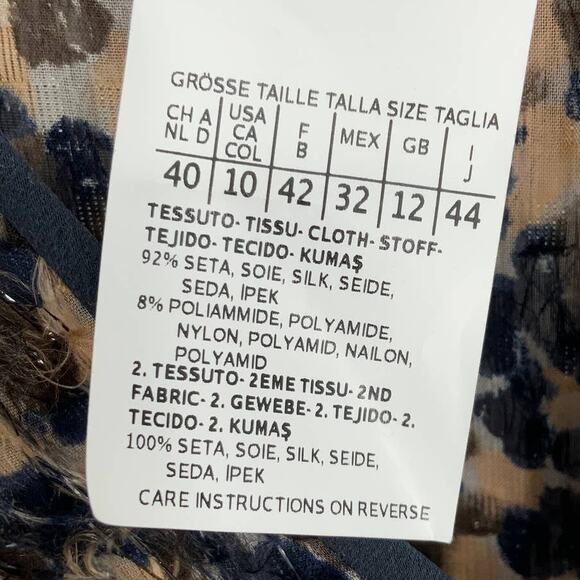 GRÖSSE TAILLE TALLA SIZE TAGLIA
CH A NL D | USA CA COL | F B | MEX | GB | I J
40 | 10 | 42 | 32 | 12 | 44
TESSUTO- TISSU- CLOTH- STOFF-
TEJIDO- TECIDO- KUMAŞ
92% SETA, SOIE, SILK, SEIDE,
SEDA, IPEK
8% POLIAMMIDE, POLYAMIDE,
NYLON, POLYAMID, NAILON,
POLYAMID
2. TESSUTO- 2EME TISSU- 2ND
FABRIC- 2. GEWEBE- 2. TEJIDO- 2.
TECIDO- 2. KUMAŞ
100% SETA, SOIE, SILK, SEIDE,
SEDA, IPEK
CARE INSTRUCTIONS ON REVERSE